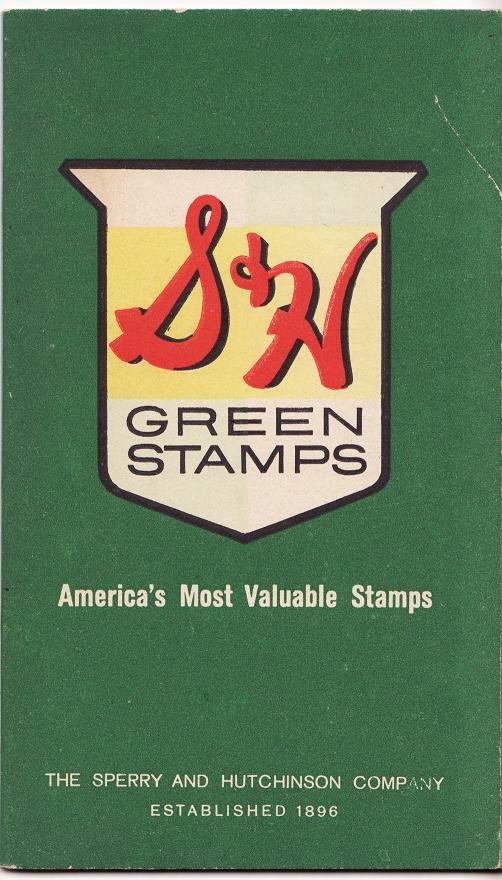 S&H
GREEN
STAMPS
America's Most Valuable Stamps
THE SPERRY AND HUTCHINSON COMPANY
ESTABLISHED 1896